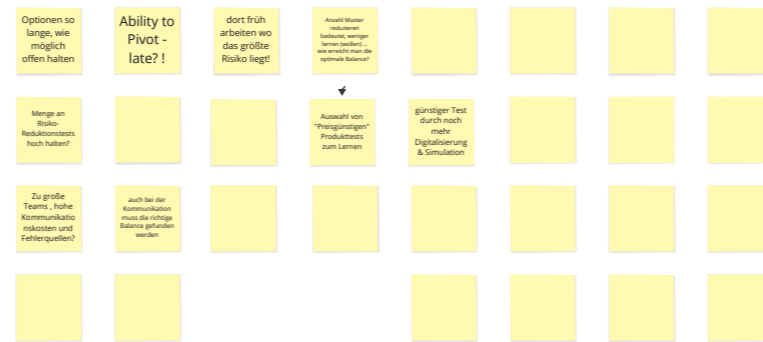 Optionen so
lange, wie
möglich
offen halten
Ability to
Pivot -
late? !
dort früh
arbeiten wo
das größte
Risiko liegt!
Anzahl Muster
reduzieren
bedeutet, weniger
lernen (wollen) ...
wie erreicht man die
optimale Balance?
Menge an
Risiko-
Reduktionstests
hoch halten?
Auswahl von
"Preisgünstigen"
Produkttests
zum Lernen
günstiger Test
durch noch
mehr
Digitalisierung
& Simulation
Zu große
Teams , hohe
Kommunikatio
nskosten und
Fehlerquellen?
auch bei der
Kommunikation
muss die richtige
Balance gefunden
werden